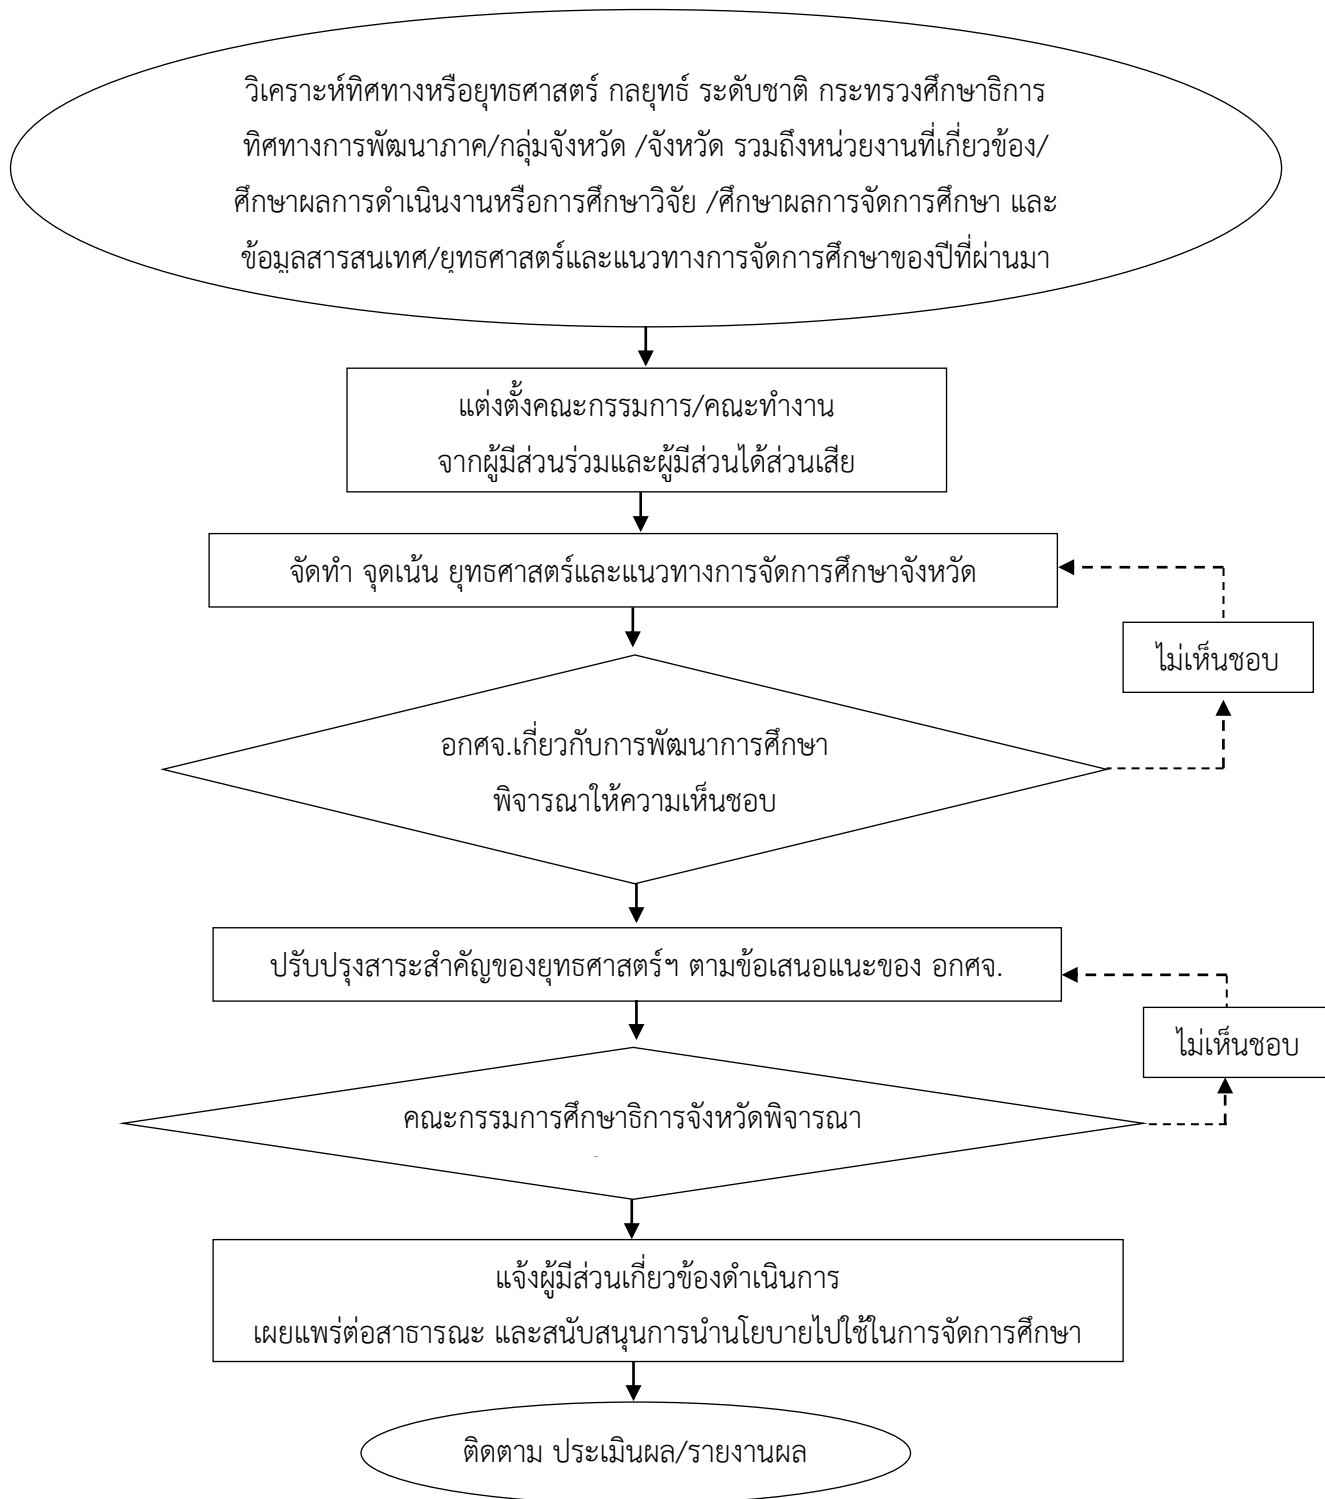 วิเคราะห์ทิศทางหรือยุทธศาสตร์ กลยุทธ์ ระดับชาติ กระทรวงศึกษาธิการ
ทิศทางการพัฒนาภาค/กลุ่มจังหวัด /จังหวัด รวมถึงหน่วยงานที่เกี่ยวข้อง/
ศึกษาผลการดำเนินงานหรือการศึกษาวิจัย /ศึกษาผลการจัดการศึกษา และ
ข้อมูลสารสนเทศ/ยุทธศาสตร์และแนวทางการจัดการศึกษาของปีที่ผ่านมา
แต่งตั้งคณะกรรมการ/คณะทำงาน
จากผู้มีส่วนร่วมและผู้มีส่วนได้ส่วนเสีย
จัดทำ จุดเน้น ยุทธศาสตร์และแนวทางการจัดการศึกษาจังหวัด
ไม่เห็นชอบ
อกศจ.เกี่ยวกับการพัฒนาการศึกษา
พิจารณาให้ความเห็นชอบ
ปรับปรุงสาระสำคัญของยุทธศาสตร์ฯ ตามข้อเสนอแนะของ อกศจ.
ไม่เห็นชอบ
คณะกรรมการศึกษาธิการจังหวัดพิจารณา
แจ้งผู้มีส่วนเกี่ยวข้องดำเนินการ
เผยแพร่ต่อสาธารณะ และสนับสนุนการนำนโยบายไปใช้ในการจัดการศึกษา
ติดตาม ประเมินผล/รายงานผล